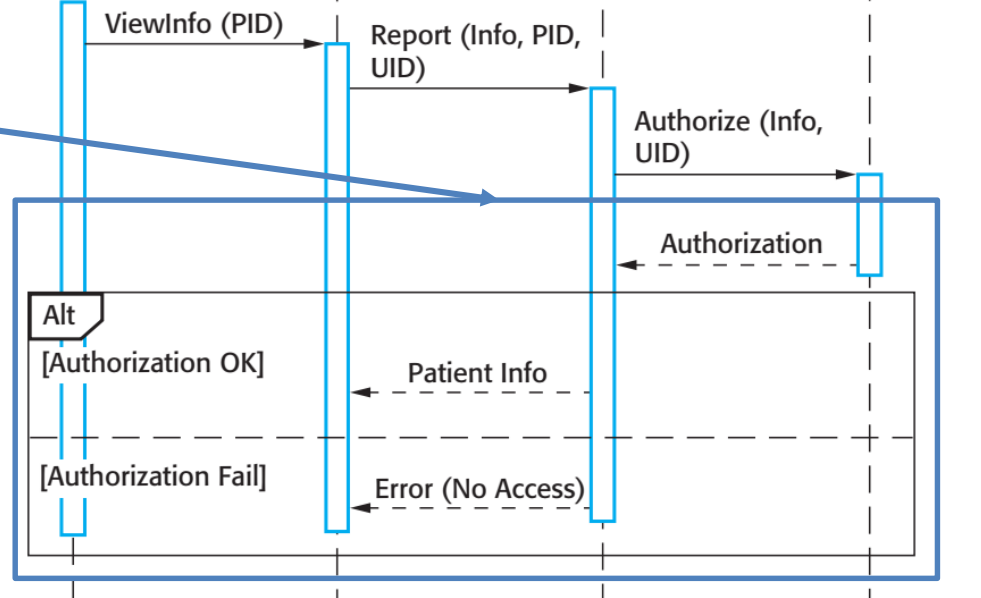 ViewInfo (PID)
Report (Info, PID,
UID)
Authorize (Info,
UID)
Authorization
Alt
[Authorization OK]
Patient Info
[Authorization Fail]
Error (No Access)